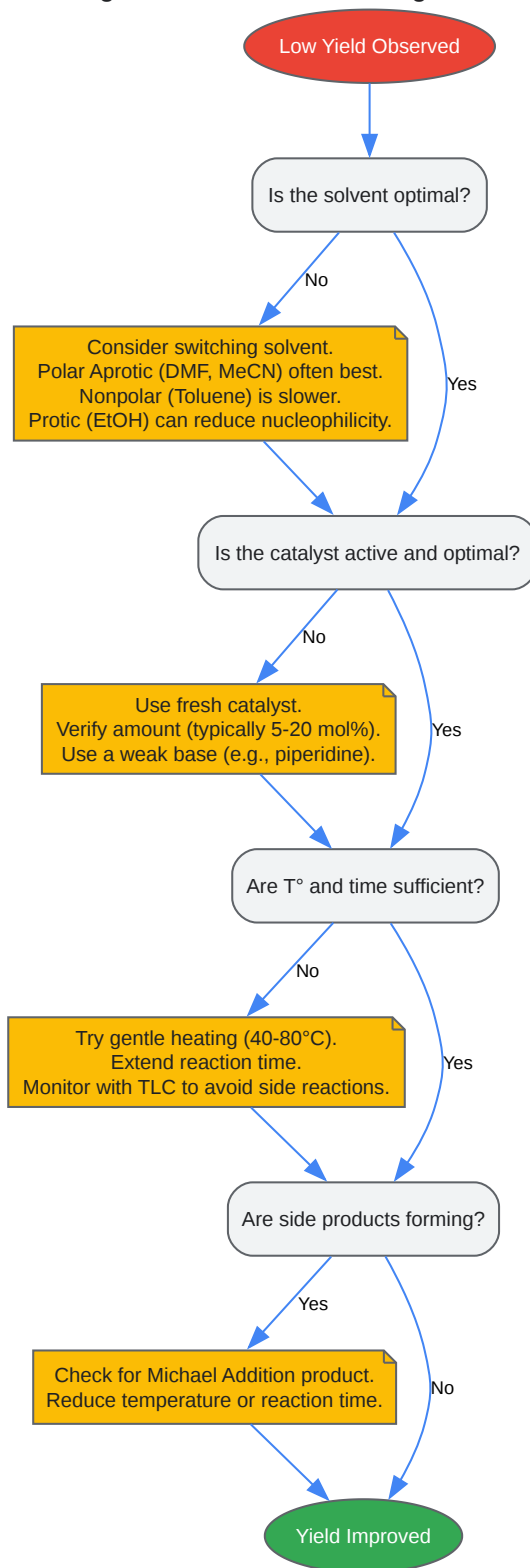 Low Yield Observed
Is the solvent optimal?
No
Yes
Consider switching solvent.
Polar Aprotic (DMF, MeCN) often best.
Nonpolar (Toluene) is slower.
Protic (EtOH) can reduce nucleophilicity.
Is the catalyst active and optimal?
No
Yes
Use fresh catalyst.
Verify amount (typically 5-20 mol%).
Use a weak base (e.g., piperidine).
Are T° and time sufficient?
No
Yes
Try gentle heating (40-80°C).
Extend reaction time.
Monitor with TLC to avoid side reactions.
Are side products forming?
Yes
No
Check for Michael Addition product.
Reduce temperature or reaction time.
Yield Improved